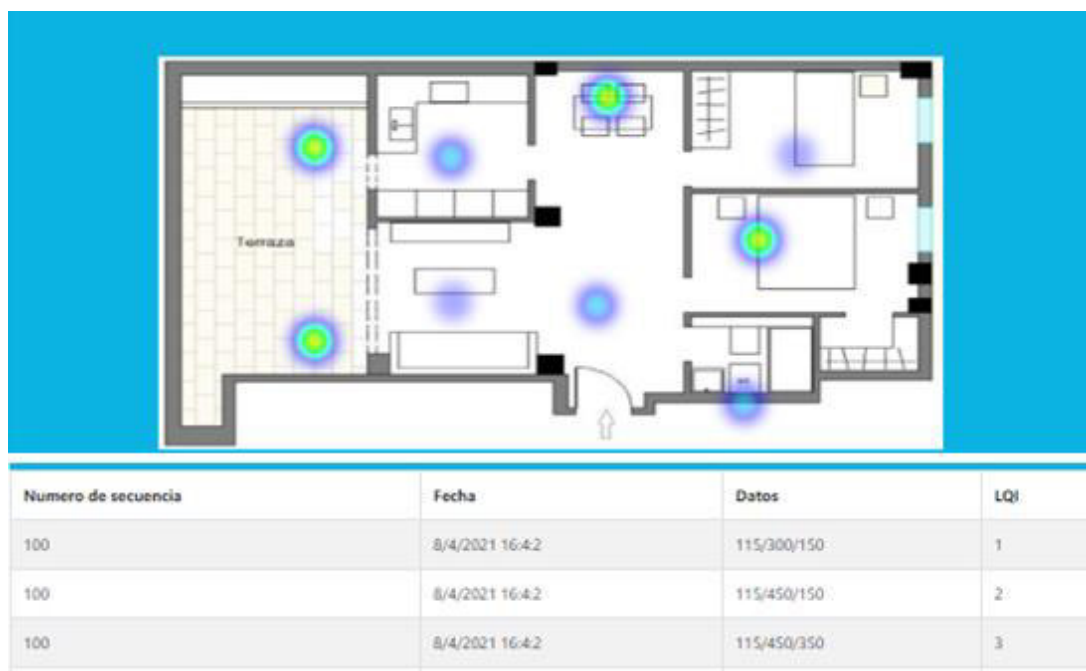 Terraza
Numero de secuencia Fecha Datos LQI
100 8/4/2021 16:4:2 115/300/150 1
100 8/4/2021 16:4:2 115/450/150 2
100 8/4/2021 16:4:2 115/450/350 3